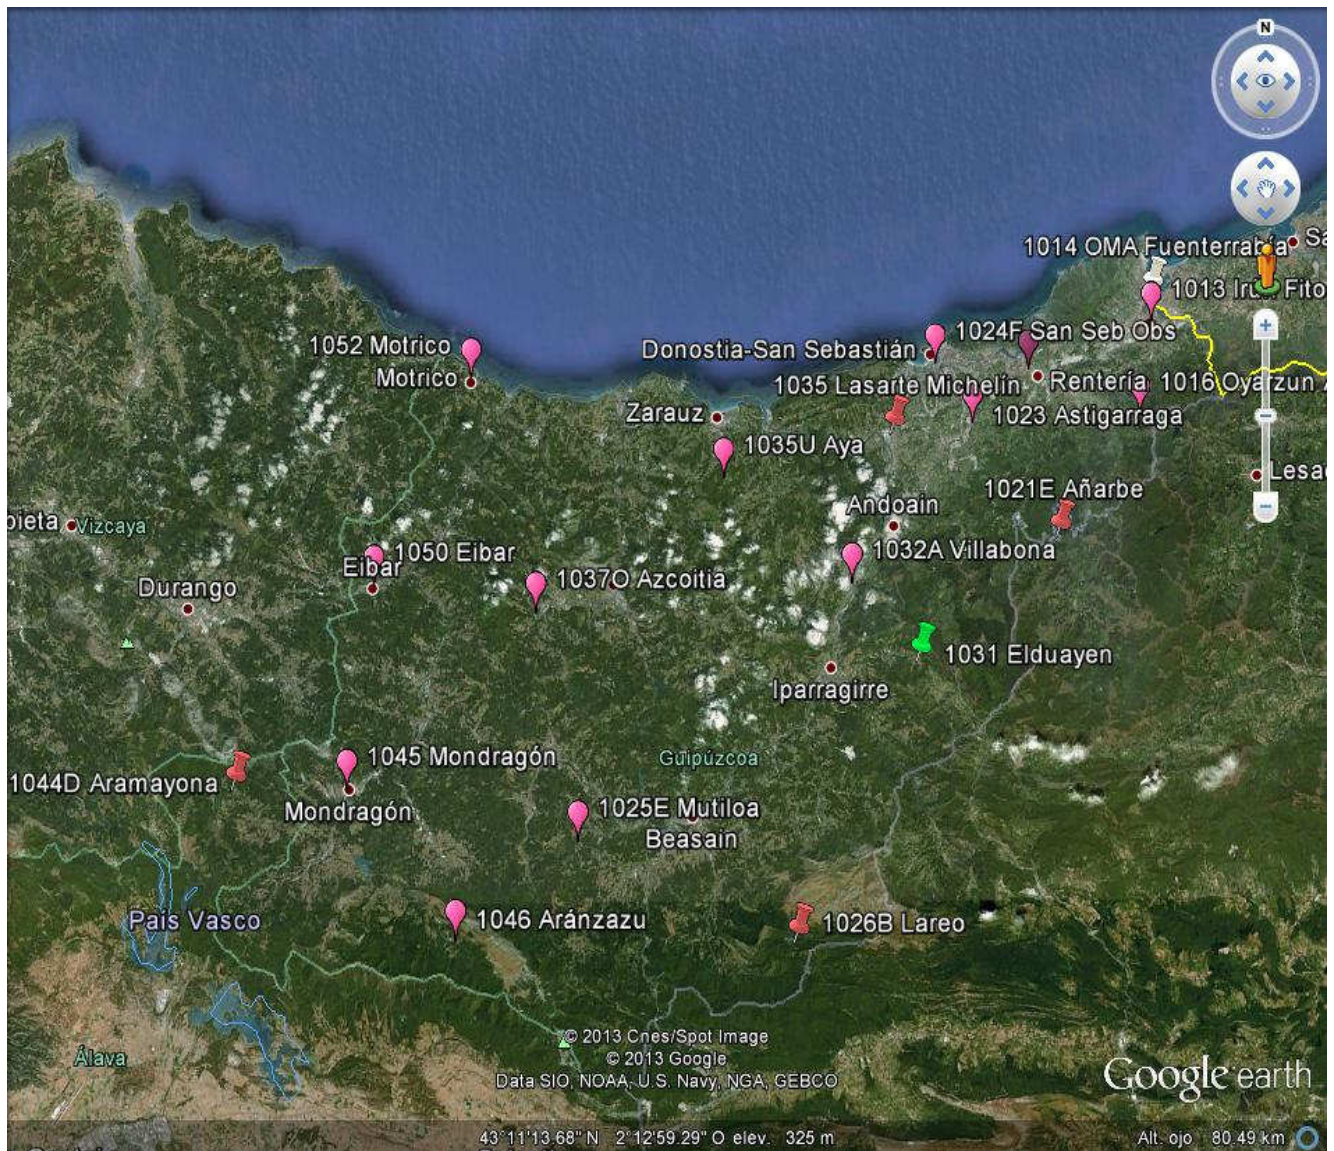 N
Sa
1014 OMA Fuenterrabía
1013 Irún Fito
1024F San Seb Obs
1052 Motrico
Donostia-San Sebastián
Motrico
1035 Lasarte Michelín
Rentería
1016 Oyarzun A
Zarauz
1023 Astigarraga
1035U Aya
Lesac
1021E Añarbe
Andoain
Vizcaya
1050 Eibar
1032A Villabona
Eibar
1037O Azcoitia
Durango
1031 Elduayen
Iparragirre
1045 Mondragón
Guipúzcoa
1044D Aramayona
Mondragón
1025E Mutiloa
Beasain
País Vasco
1046 Aránzazu
1026B Lareo
© 2013 Cnes/Spot Image
Álava
© 2013 Google
Google earth
Data SIO, NOAA, U.S. Navy, NGA, GEBCO
43°11'13.68" N 2°12'59.29" O elev. 325 m
Alt. ojo 80.49 km